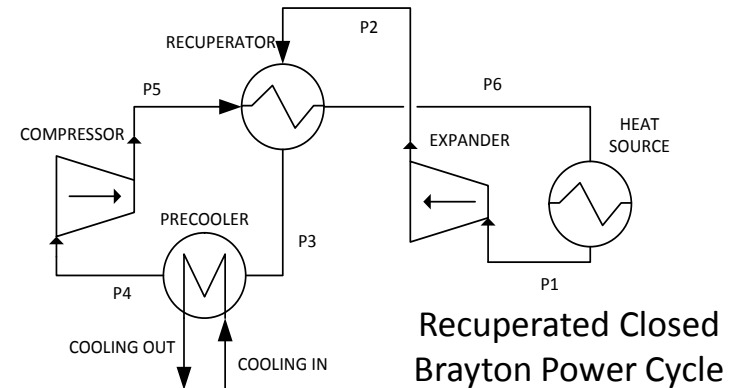 P2
RECUPERATOR
P5
P6
COMPRESSOR
EXPANDER
HEAT
SOURCE
PRECOOLER
P3
P4
P1
COOLING OUT
COOLING IN
Recuperated Closed
Brayton Power Cycle